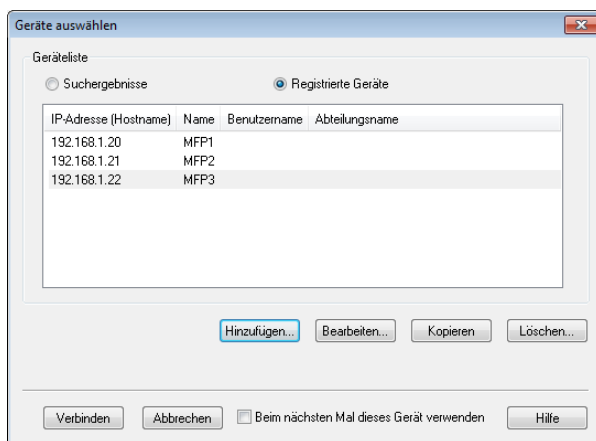 Geräte auswählen
Geräteliste
Suchergebnisse Registrierte Geräte
IP-Adresse (Hostname) Name Benutzername Abteilungsname
192.168.1.20 MFP1
192.168.1.21 MFP2
192.168.1.22 MFP3
Hinzufügen... Bearbeiten... Kopieren Löschen...
Verbinden Abbrechen Beim nächsten Mal dieses Gerät verwenden Hilfe